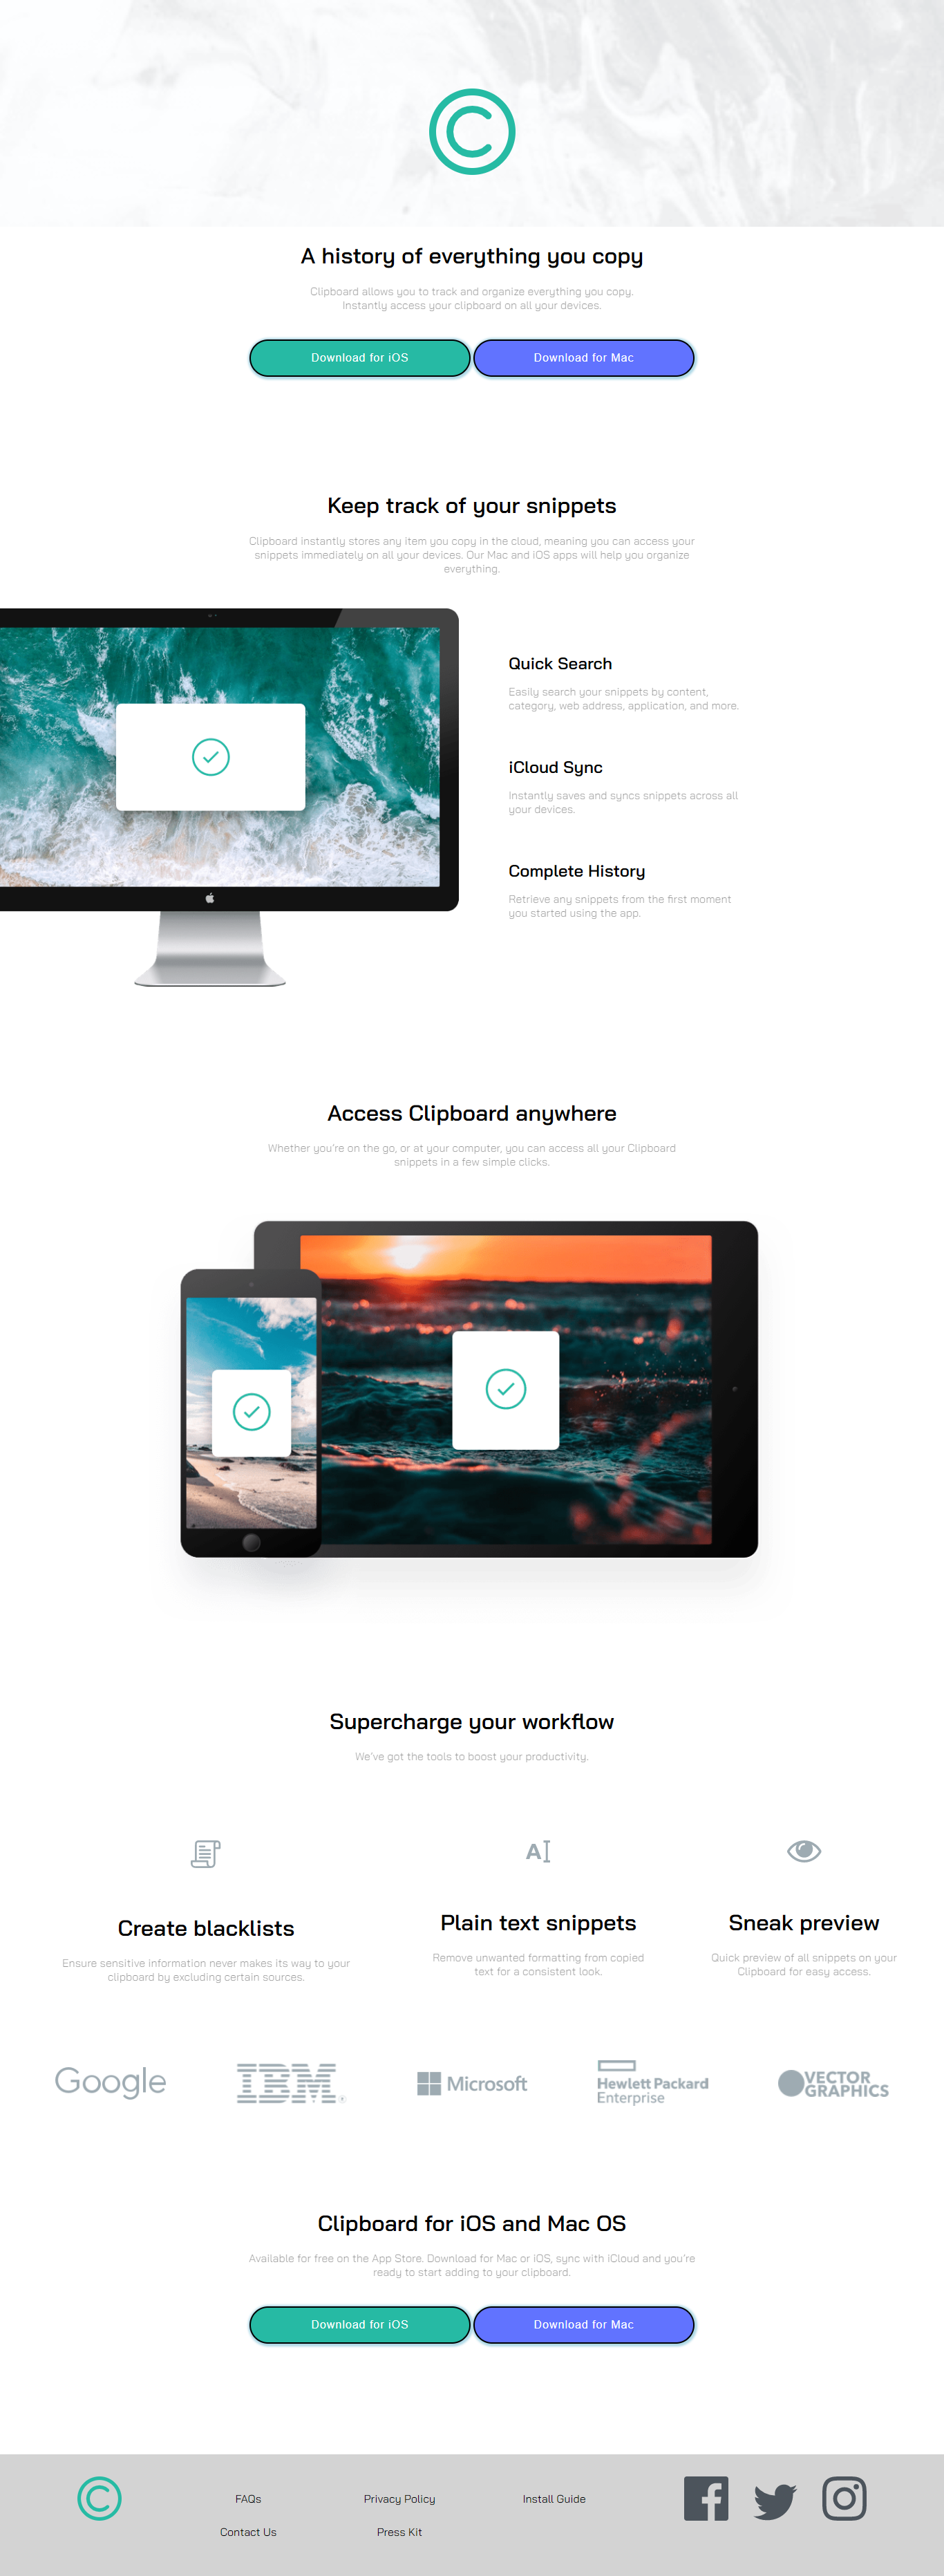 A history of everything you copy
Clipboard allows you to track and organize everything you copy.
Instantly access your clipboard on all your devices.
Download for iOS
Download for Mac
Keep track of your snippets
Clipboard instantly stores any item you copy in the cloud, meaning you can access your
snippets immediately on all your devices. Our Mac and iOS apps will help you organize
everything.
Quick Search
Easily search your snippets by content,
category, web address, application, and more.
iCloud Sync
Instantly saves and syncs snippets across all
your devices.
Complete History
Retrieve any snippets from the first moment
you started using the app.
Access Clipboard anywhere
Whether you're on the go, or at your computer, you can access all your Clipboard
snippets in a few simple clicks.
Supercharge your workflow
We've got the tools to boost your productivity.
Create blacklists
Ensure sensitive information never makes its way to your
clipboard by excluding certain sources.
Plain text snippets
Remove unwanted formatting from copied
text for a consistent look.
Sneak preview
Quick preview of all snippets on your
Clipboard for easy access.
Google
IBM
Microsoft
Hewlett Packard
Enterprise
VECTOR
GRAPHICS
Clipboard for iOS and Mac OS
Available for free on the App Store. Download for Mac or iOS, sync with iCloud and you're
ready to start adding to your clipboard.
Download for iOS
Download for Mac
FAQs
Privacy Policy
Install Guide
Contact Us
Press Kit